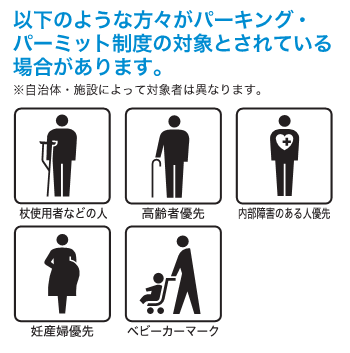 以下のような方々がパーキング・
パーミット制度の対象とされている
場合があります。
※自治体・施設によって対象者は異なります。
杖使用者などの人
高齢者優先
内部障害のある人優先
妊産婦優先
ベビーカーマーク